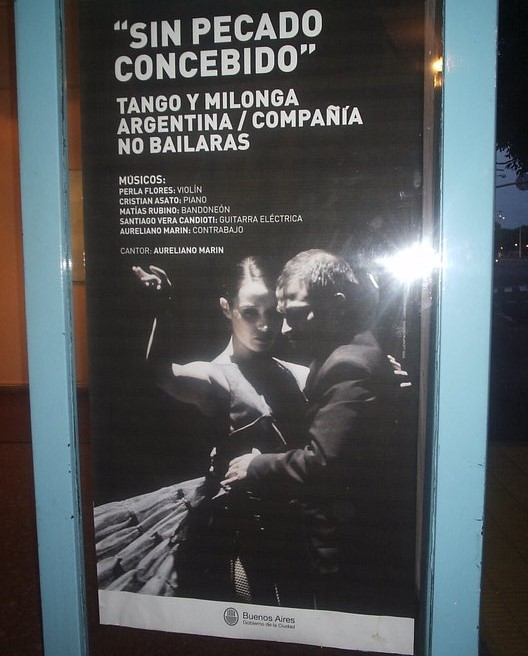 “SIN PECADO
CONCEBIDO”
TANGO Y MILONGA
ARGENTINA / COMPAÑÍA
NO BAILARAS
MÚSICOS:
PERLA FLORES: VIOLÍN
CRISTIAN ASATO: PIANO
MATÍAS RUBINO: BANDONEÓN
SANTIAGO VERA CANDIOTI: GUITARRA ELÉCTRICA
AURELIANO MARIN: CONTRABAJO
CANTOR: AURELIANO MARIN
Buenos Aires
Gobierno de la Ciudad